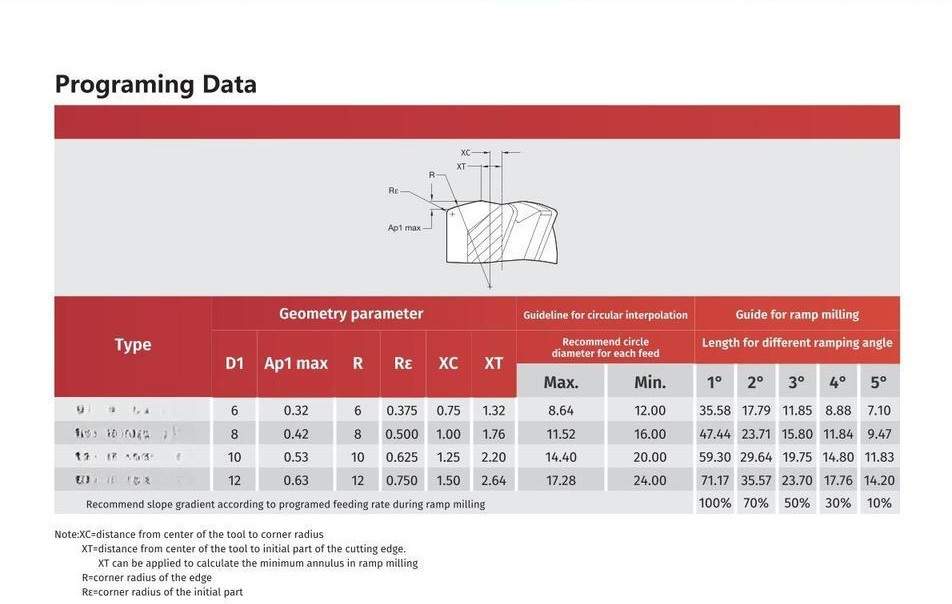 Programing Data
XC
XT
R
Rε
Ap1 max
Type
Geometry parameter
Guideline for circular interpolation
Guide for ramp milling
D1 Ap1 max R Rε XC XT
Recommend circle
diameter for each feed
Length for different ramping angle
Max. Min. 1° 2° 3° 4° 5°
6 0.32 6 0.375 0.75 1.32 8.64 12.00 35.58 17.79 11.85 8.88 7.10
8 0.42 8 0.500 1.00 1.76 11.52 16.00 47.44 23.71 15.80 11.84 9.47
10 0.53 10 0.625 1.25 2.20 14.40 20.00 59.30 29.64 19.75 14.80 11.83
12 0.63 12 0.750 1.50 2.64 17.28 24.00 71.17 35.57 23.70 17.76 14.20
Recommend slope gradient according to programed feeding rate during ramp milling 100% 70% 50% 30% 10%
Note:XC=distance from center of the tool to corner radius
XT=distance from center of the tool to initial part of the cutting edge.
XT can be applied to calculate the minimum annulus in ramp milling
R=corner radius of the edge
Rε=corner radius of the initial part